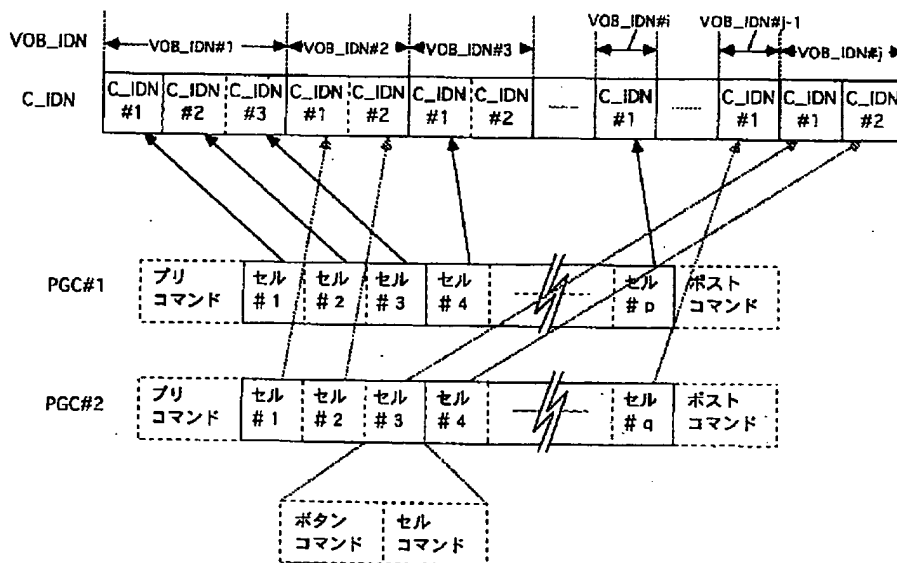 VOB_IDN
VOB_IDN#1
VOB_IDN#2
VOB_IDN#3
VOB_IDN#i
VOB_IDN#j-1
VOB_IDN#j
C_IDN
C_IDN #1
C_IDN #2
C_IDN #3
C_IDN #1
C_IDN #2
C_IDN #1
C_IDN #2
C_IDN #1
C_IDN #1
C_IDN #1
C_IDN #2
PGC#1
プリ
コマンド
セル
#1
セル
#2
セル
#3
セル
#4
セル
#p
ポスト
コマンド
PGC#2
プリ
コマンド
セル
#1
セル
#2
セル
#3
セル
#4
セル
#q
ポスト
コマンド
ボタン
コマンド
セル
コマンド